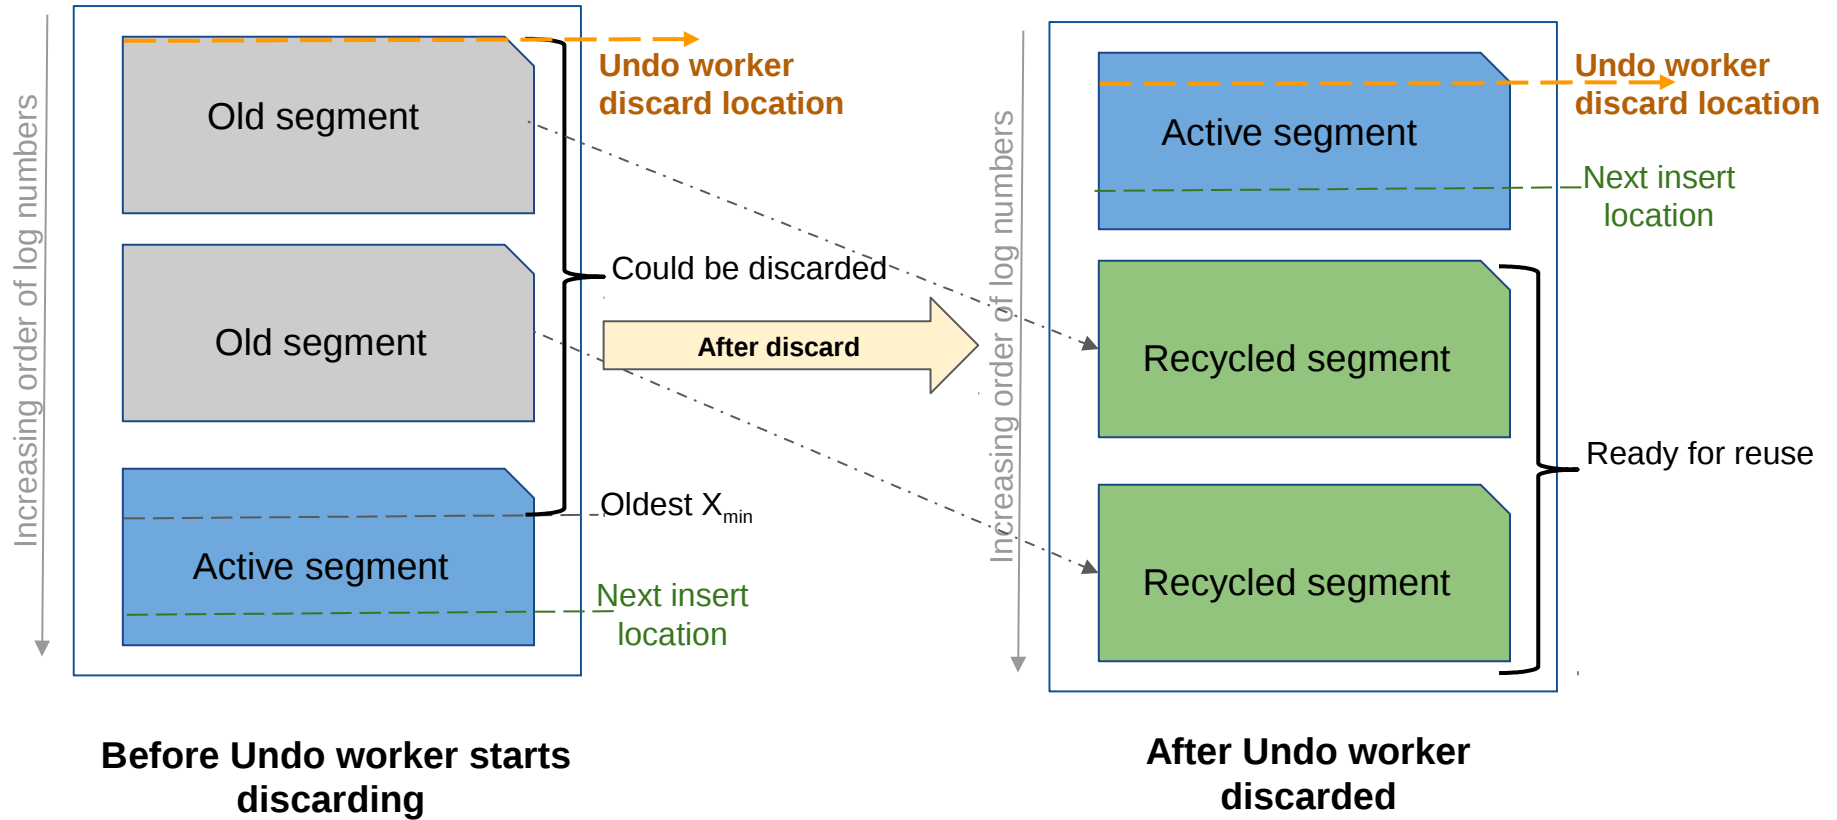 Increasing order of log numbers
Old segment
Undo worker
discard location
Could be discarded
Old segment
After discard
Oldest Xmin
Active segment
Next insert
location
Before Undo worker starts
discarding
Increasing order of log numbers
Undo worker
discard location
Active segment
Next insert
location
Recycled segment
Ready for reuse
Recycled segment
After Undo worker
discarded